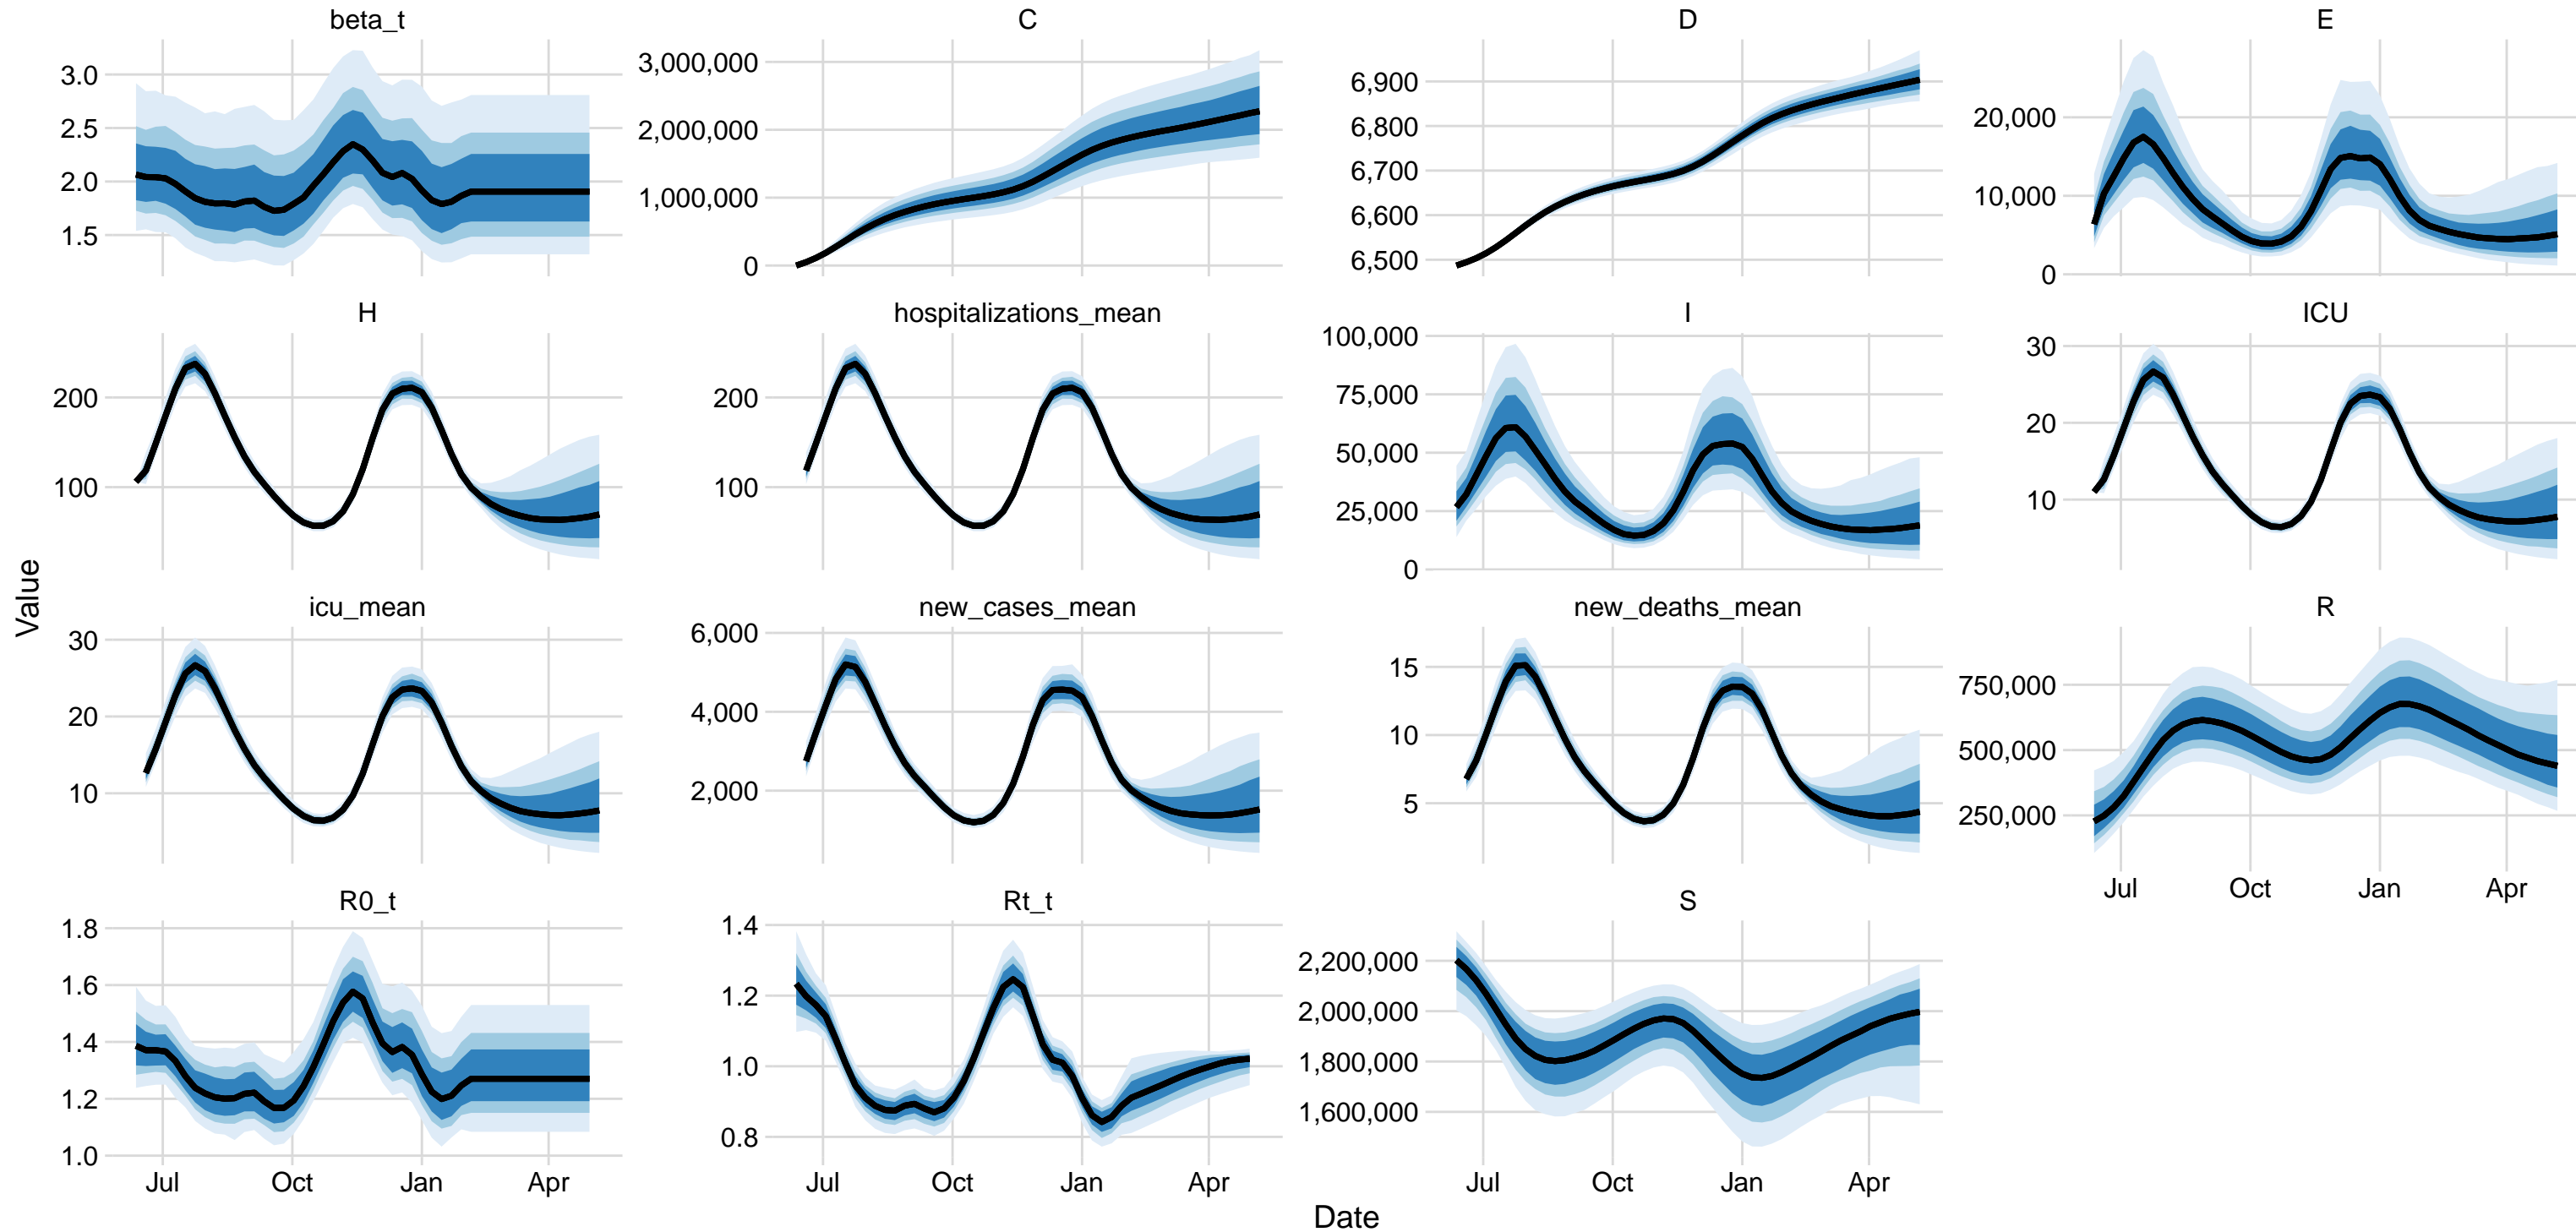 beta_t
C
D
E
3.0
2.5
2.0
1.5
3,000,000
2,000,000
1,000,000
0
6,900
6,800
6,700
6,600
6,500
20,000
10,000
0
H
hospitalizations_mean
I
ICU
200
100
200
100
100,000
75,000
50,000
25,000
0
30
20
10
Value
icu_mean
new_cases_mean
new_deaths_mean
R
30
20
10
6,000
4,000
2,000
15
10
5
750,000
500,000
250,000
Jul Oct Jan Apr
R0_t
Rt_t
S
1.8
1.6
1.4
1.2
1.0
1.4
1.2
1.0
0.8
2,200,000
2,000,000
1,800,000
1,600,000
Jul Oct Jan Apr
Jul Oct Jan Apr
Jul Oct Jan Apr
Date